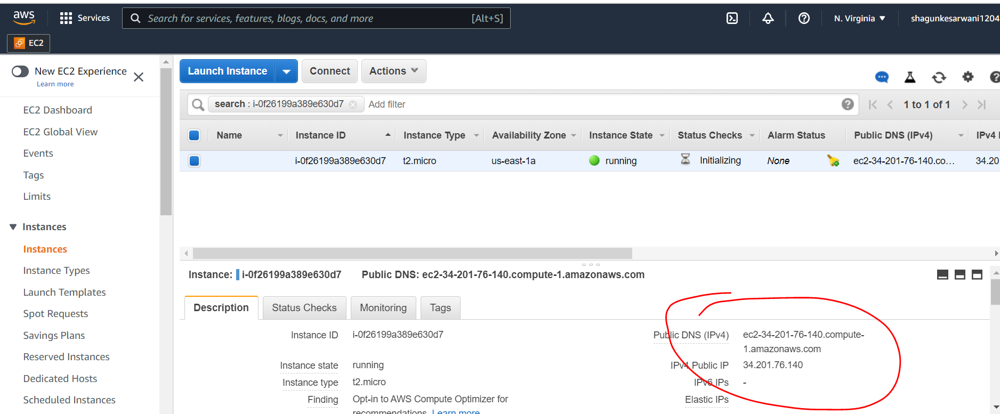 aws Services Search for services, features, blogs, docs, and more [Alt+S] N. Virginia shagunkesarwani1204
EC2
New EC2 Experience
Learn more
EC2 Dashboard
EC2 Global View
Events
Tags
Limits
Instances
Instances
Instance Types
Launch Templates
Spot Requests
Savings Plans
Reserved Instances
Dedicated Hosts
Scheduled Instances
Launch Instance Connect Actions
search : i-0f26199a389e630d7 Add filter 1 to 1 of 1
Name Instance ID Instance Type Availability Zone Instance State Status Checks Alarm Status Public DNS (IPv4) IPv4
i-0f26199a389e630d7 t2.micro us-east-1a running Initializing None ec2-34-201-76-140.co… 34.20
Instance: i-0f26199a389e630d7 Public DNS: ec2-34-201-76-140.compute-1.amazonaws.com
Description Status Checks Monitoring Tags
Instance ID i-0f26199a389e630d7 Public DNS (IPv4) ec2-34-201-76-140.compute-
1.amazonaws.com
Instance state running IPv4 Public IP 34.201.76.140
Instance type t2.micro IPv6 IPs -
Finding Opt-in to AWS Compute Optimizer for Elastic IPs
recommendations. Learn more